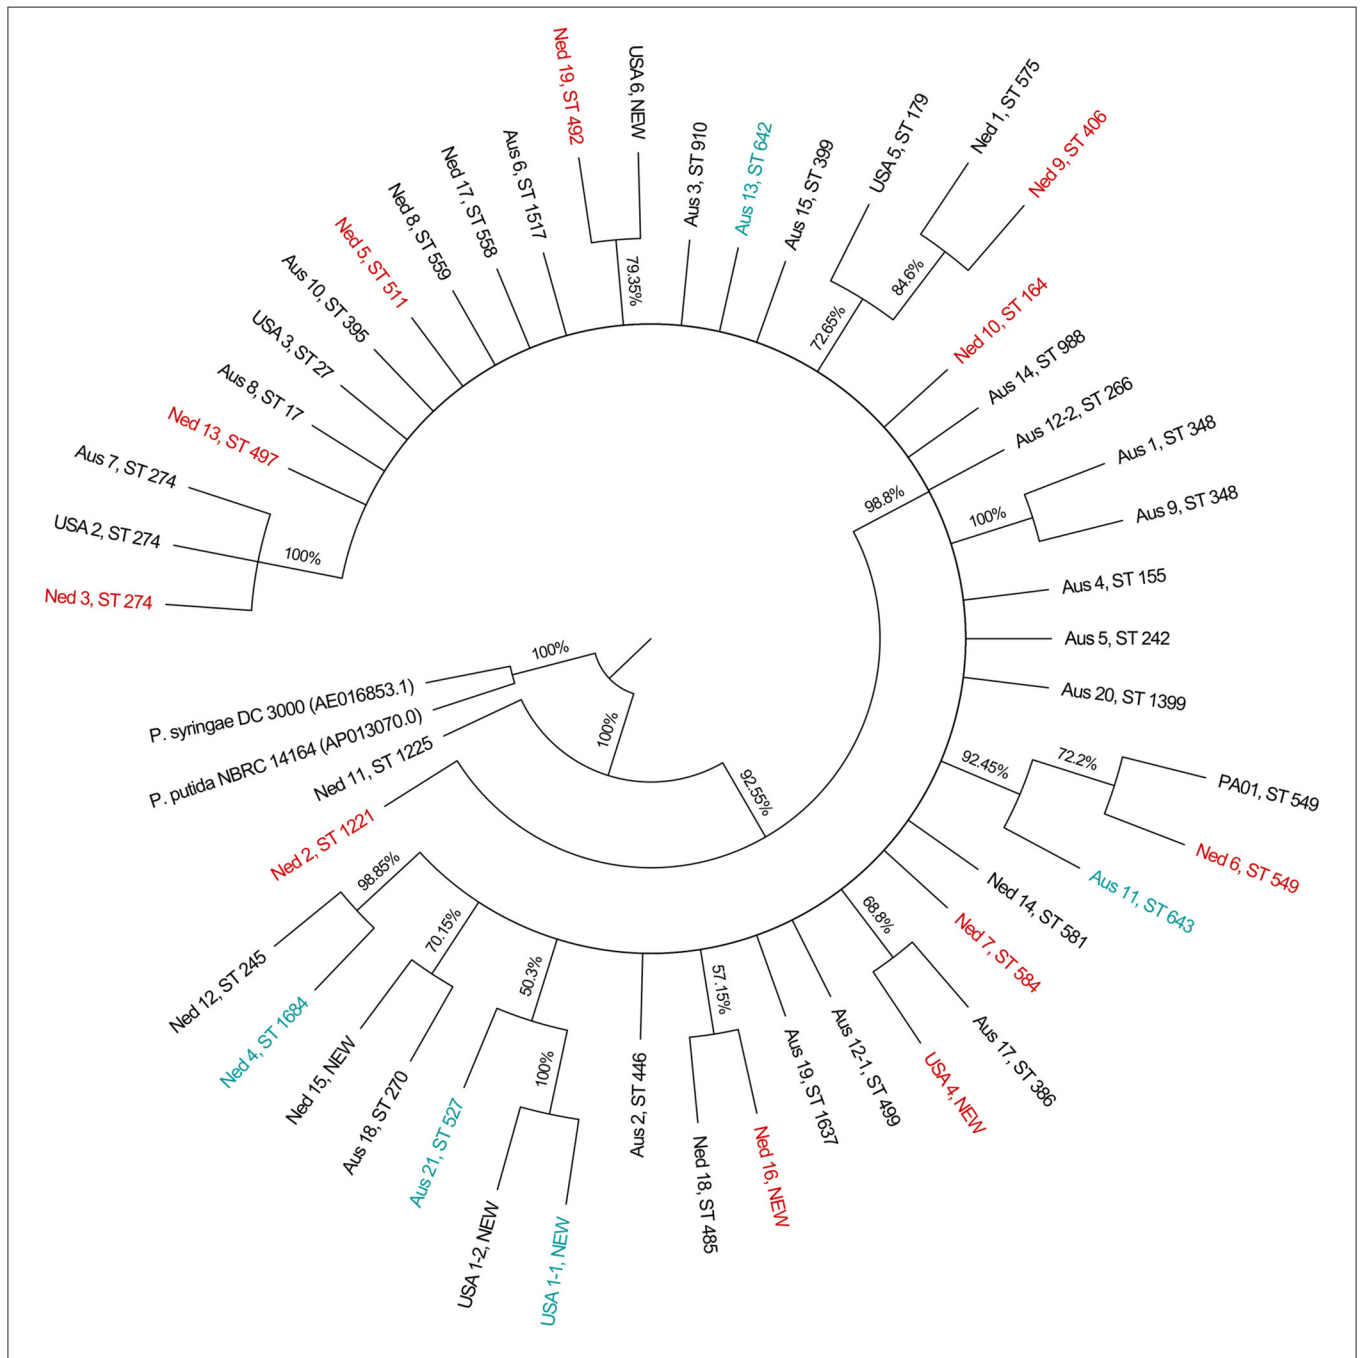 Ned 19, ST 492
USA 6, NEW
Aus 3, ST 910
Aus 13, ST 642
Aus 15, ST 399
USA 5, ST 179
Ned 1, ST 575
Ned 9, ST 406
Ned 10, ST 164
Aus 14, ST 988
Aus 12-2, ST 266
Aus 1, ST 348
Aus 9, ST 348
Aus 4, ST 155
Aus 5, ST 242
Aus 20, ST 1399
PA01, ST 549
Ned 6, ST 549
Aus 11, ST 643
Ned 14, ST 581
Ned 7, ST 584
Aus 17, ST 386
USA 4, NEW
Aus 12-1, ST 499
Aus 19, ST 1637
Ned 16, NEW
Ned 18, ST 485
Aus 2, ST 446
USA 1-1, NEW
USA 1-2, NEW
Aus 21, ST 527
Aus 18, ST 270
Ned 15, NEW
Ned 4, ST 1684
Ned 12, ST 245
Ned 2, ST 1221
Ned 11, ST 1225
P. putida NBRC 14164 (AP013070.0)
P. syringae DC 3000 (AE016853.1)
Ned 3, ST 274
USA 2, ST 274
Aus 7, ST 274
Ned 13, ST 497
Aus 8, ST 17
USA 3, ST 27
Aus 10, ST 395
Ned 5, ST 511
Ned 8, ST 559
Ned 17, ST 558
Aus 6, ST 1517
79.35%
72.65%
84.6%
98.8%
100%
92.45%
72.2%
68.8%
57.15%
50.3%
100%
70.15%
98.85%
92.55%
100%
100%
100%